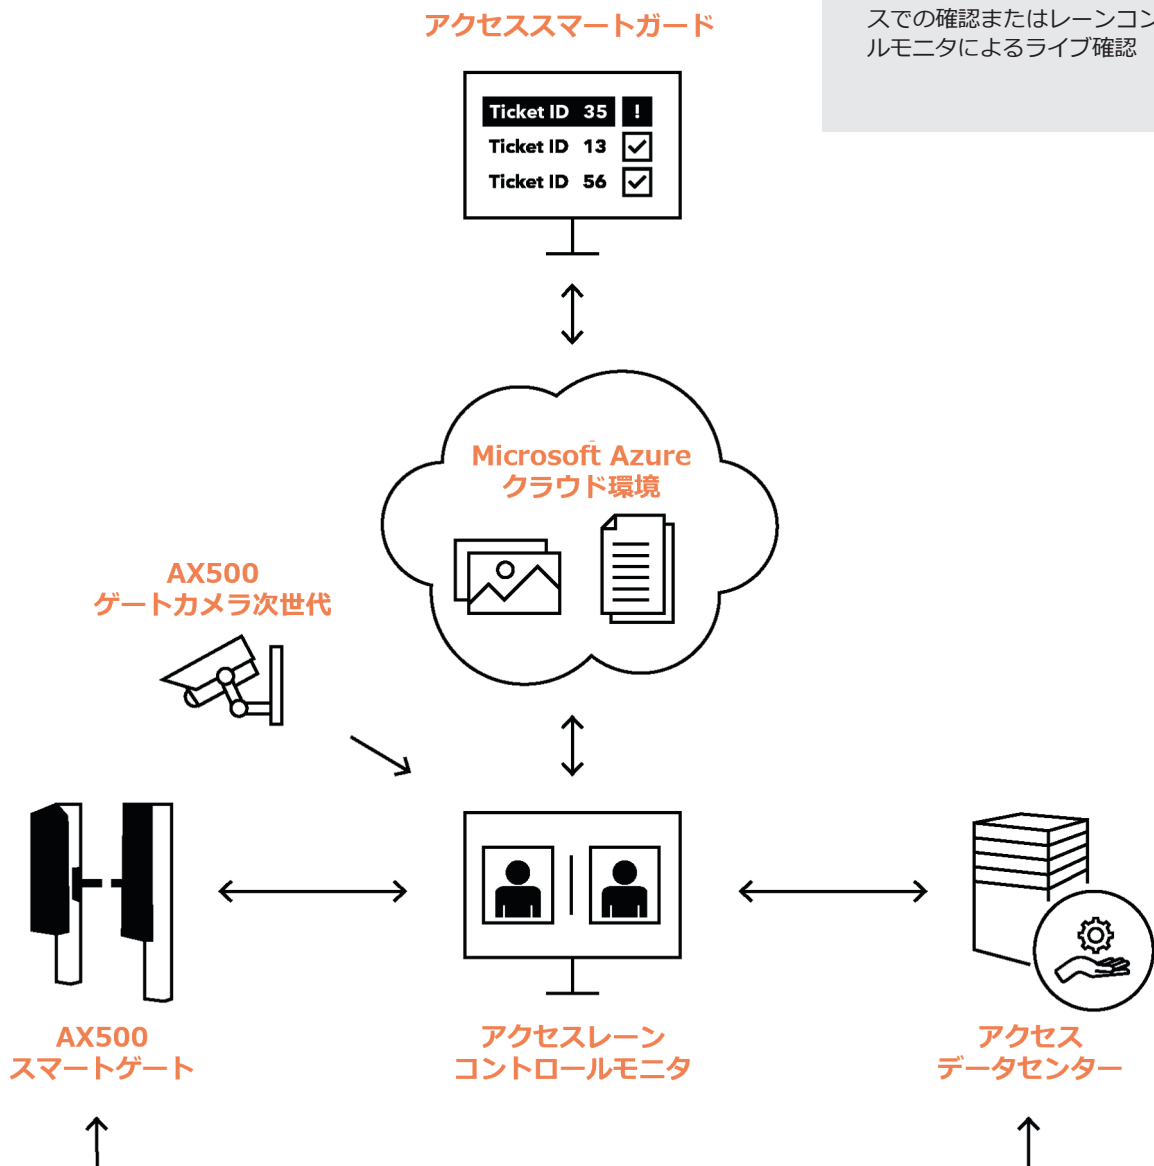 アクセススマートガード
スでの確認またはレーンコン
ルモニタによるライブ確認
Ticket ID 35 !
Ticket ID 13
Ticket ID 56
Microsoft Azure
クラウド環境
AX500
ゲートカメラ次世代
AX500
スマートゲート
アクセスレーン
コントロールモニタ
アクセス
データセンター